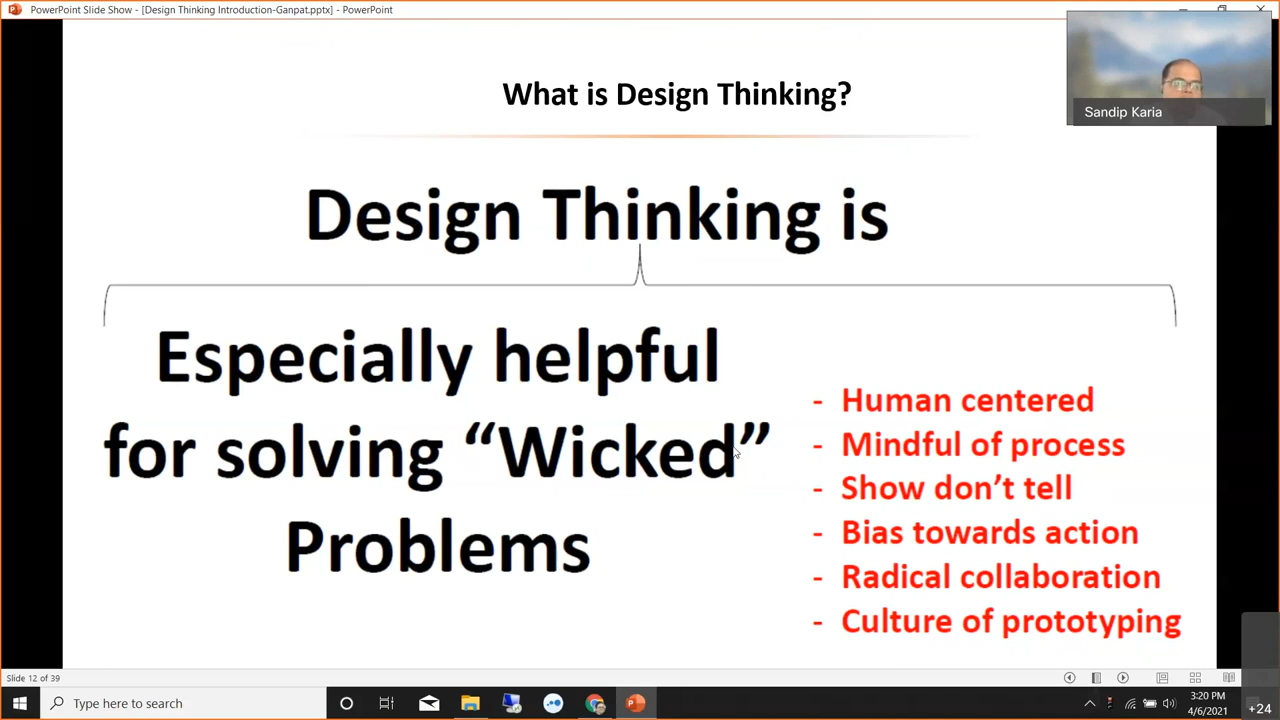 PowerPoint Slide Show - [Design Thinking Introduction-Ganpat.pptx] - PowerPoint
Sandip Karia
What is Design Thinking?
Design Thinking is
Especially helpful
for solving “Wicked”
Problems
- Human centered
- Mindful of process
- Show don’t tell
- Bias towards action
- Radical collaboration
- Culture of prototyping
Slide 12 of 39
Type here to search
3:20 PM
4/6/2021
+24